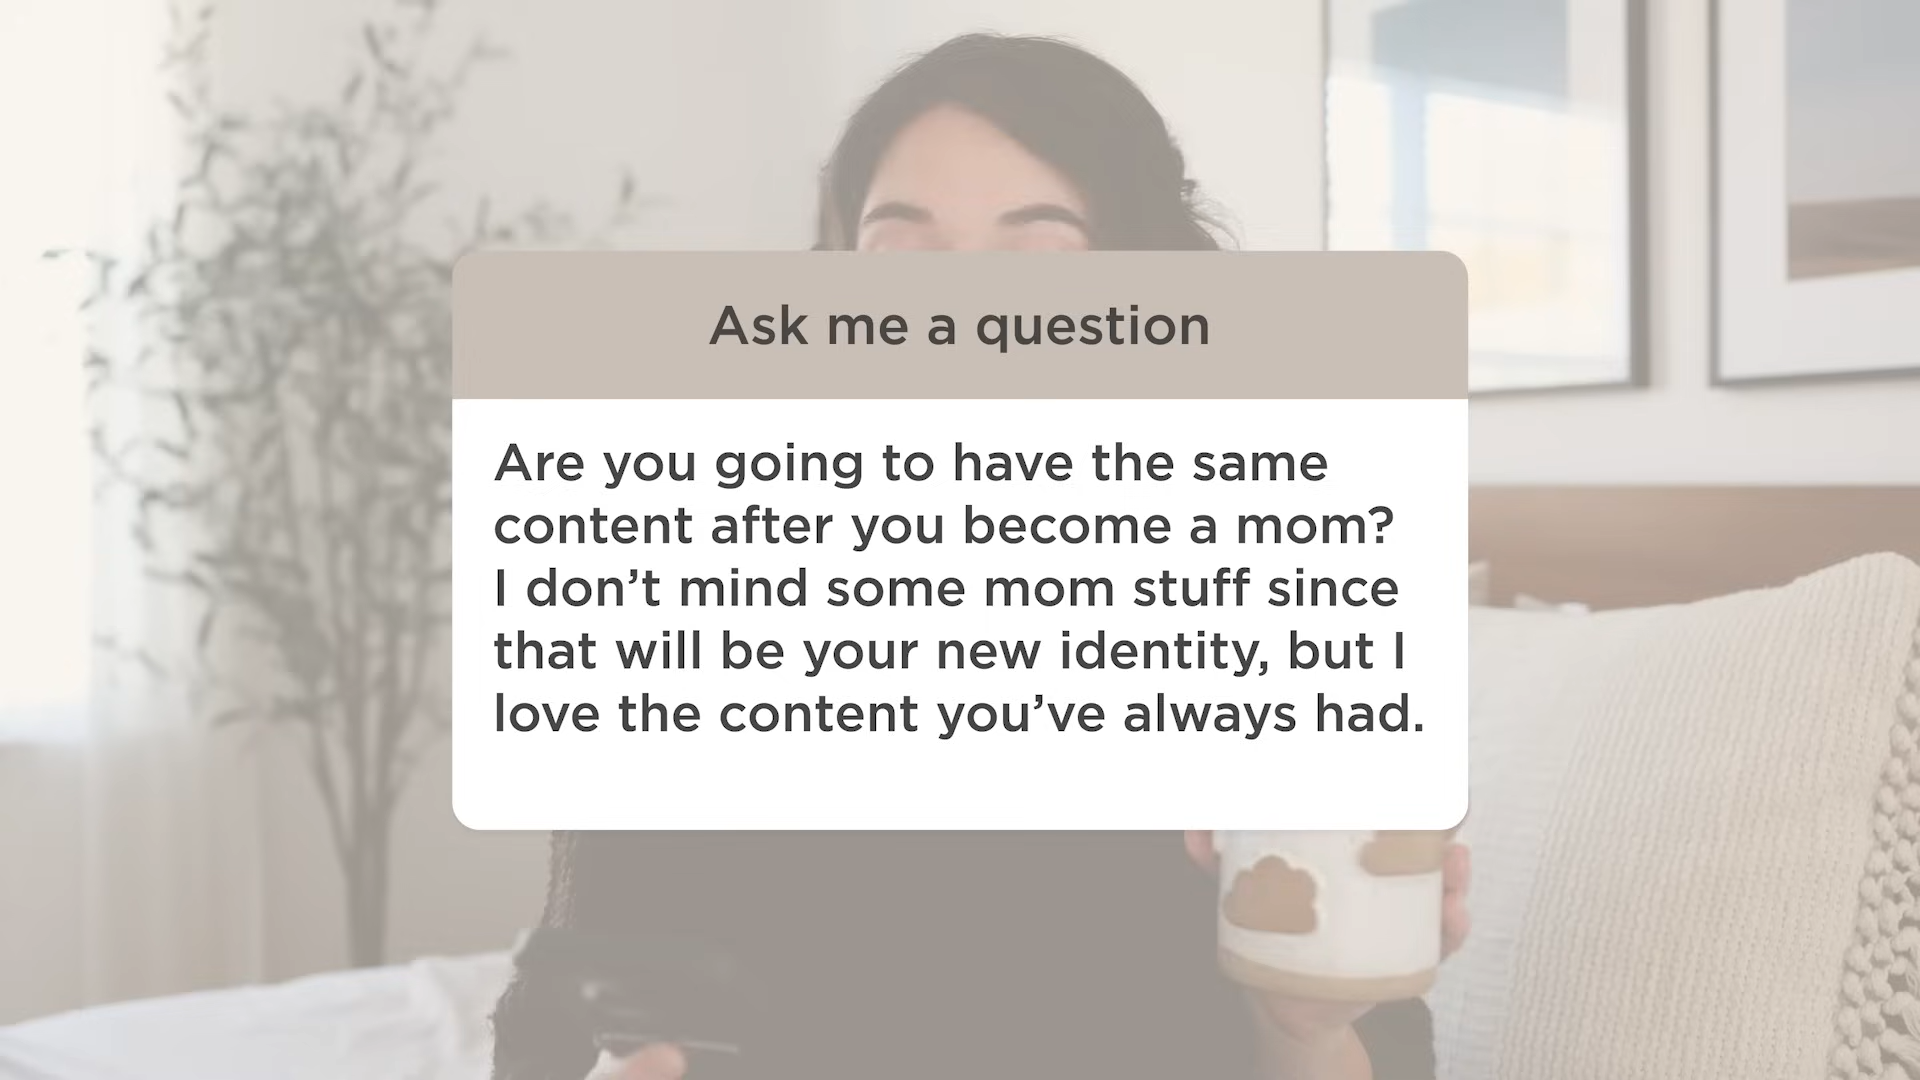 Ask me a question
Are you going to have the same
content after you become a mom?
I don’t mind some mom stuff since
that will be your new identity, but I
love the content you’ve always had.